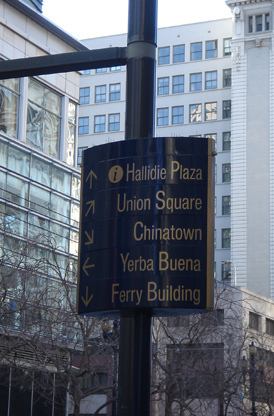 ↑ i Hallidie Plaza
↗ Union Square
↘ Chinatown
← Yerba Buena
↓ Ferry Building